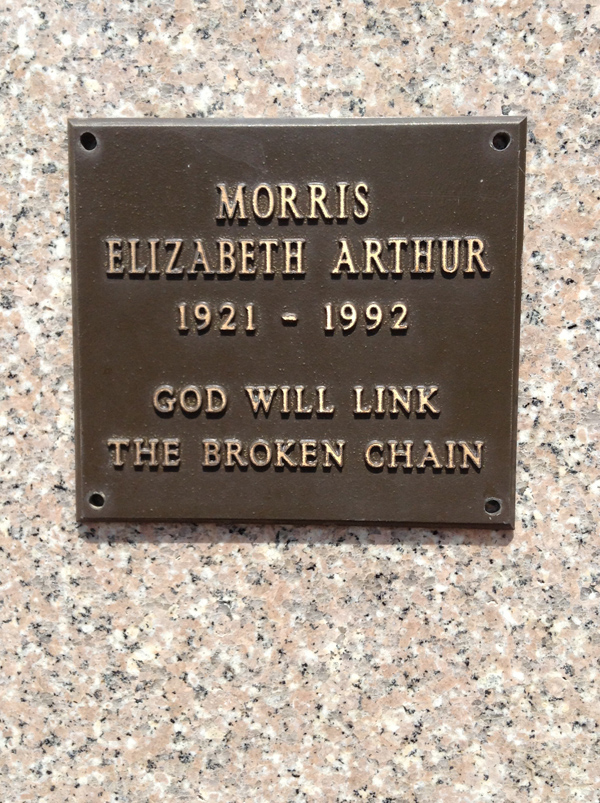 MORRIS
ELIZABETH ARTHUR
1921 - 1992
GOD WILL LINK
THE BROKEN CHAIN